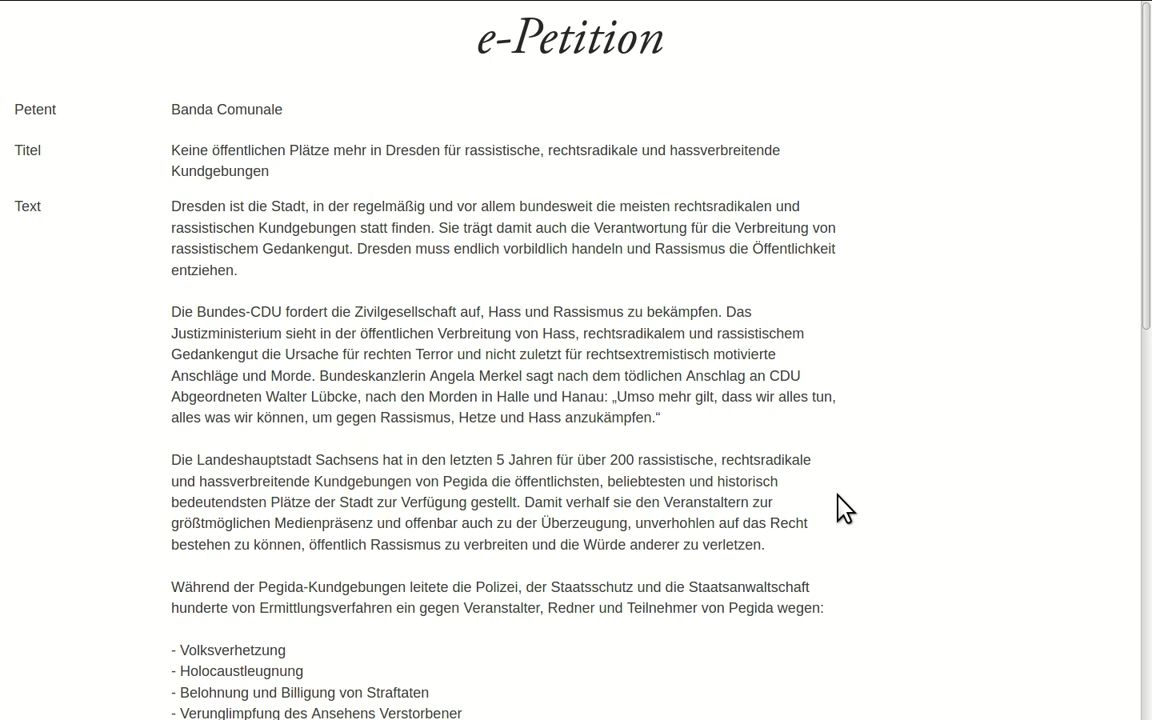 e-Petition
Petent
Banda Comunale
Titel
Keine öffentlichen Plätze mehr in Dresden für rassistische, rechtsradikale und hassverbreitende
Kundgebungen
Text
Dresden ist die Stadt, in der regelmäßig und vor allem bundesweit die meisten rechtsradikalen und
rassistischen Kundgebungen statt finden. Sie trägt damit auch die Verantwortung für die Verbreitung von
rassistischem Gedankengut. Dresden muss endlich vorbildlich handeln und Rassismus die Öffentlichkeit
entziehen.
Die Bundes-CDU fordert die Zivilgesellschaft auf, Hass und Rassismus zu bekämpfen. Das
Justizministerium sieht in der öffentlichen Verbreitung von Hass, rechtsradikalem und rassistischem
Gedankengut die Ursache für rechten Terror und nicht zuletzt für rechtsextremistisch motivierte
Anschläge und Morde. Bundeskanzlerin Angela Merkel sagt nach dem tödlichen Anschlag an CDU
Abgeordneten Walter Lübcke, nach den Morden in Halle und Hanau: „Umso mehr gilt, dass wir alles tun,
alles was wir können, um gegen Rassismus, Hetze und Hass anzukämpfen.“
Die Landeshauptstadt Sachsens hat in den letzten 5 Jahren für über 200 rassistische, rechtsradikale
und hassverbreitende Kundgebungen von Pegida die öffentlichsten, beliebtesten und historisch
bedeutendsten Plätze der Stadt zur Verfügung gestellt. Damit verhalf sie den Veranstaltern zur
größtmöglichen Medienpräsenz und offenbar auch zu der Überzeugung, unverhohlen auf das Recht
bestehen zu können, öffentlich Rassismus zu verbreiten und die Würde anderer zu verletzen.
Während der Pegida-Kundgebungen leitete die Polizei, der Staatsschutz und die Staatsanwaltschaft
hunderte von Ermittlungsverfahren ein gegen Veranstalter, Redner und Teilnehmer von Pegida wegen:
- Volksverhetzung
- Holocaustleugnung
- Belohnung und Billigung von Straftaten
- Verunglimpfung des Ansehens Verstorbener